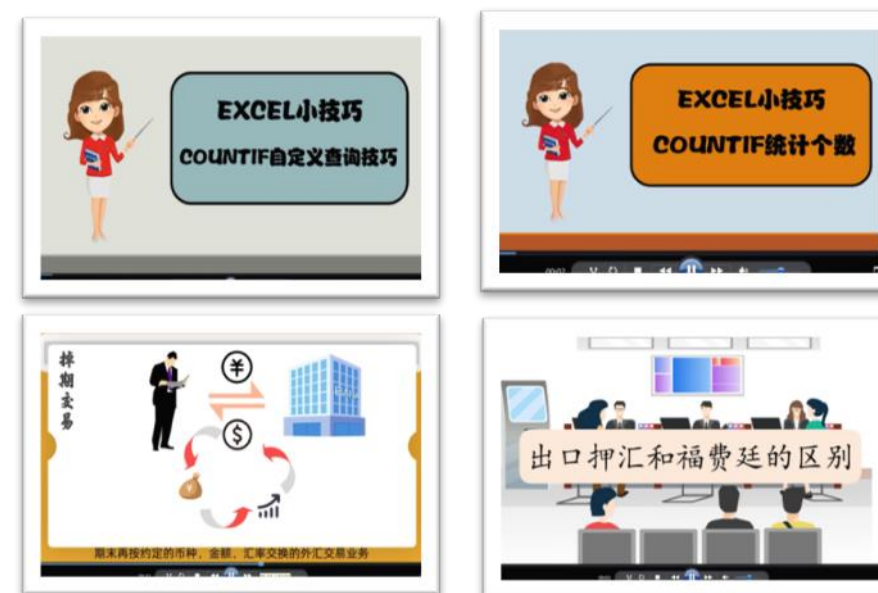 EXCEL小技巧
COUNTIF自定义查询技巧
EXCEL小技巧
COUNTIF统计个数
掉期交易
¥
$
¥
期末再按约定的币种、金额、汇率交换的外汇交易业务
出口押汇和福费廷的区别